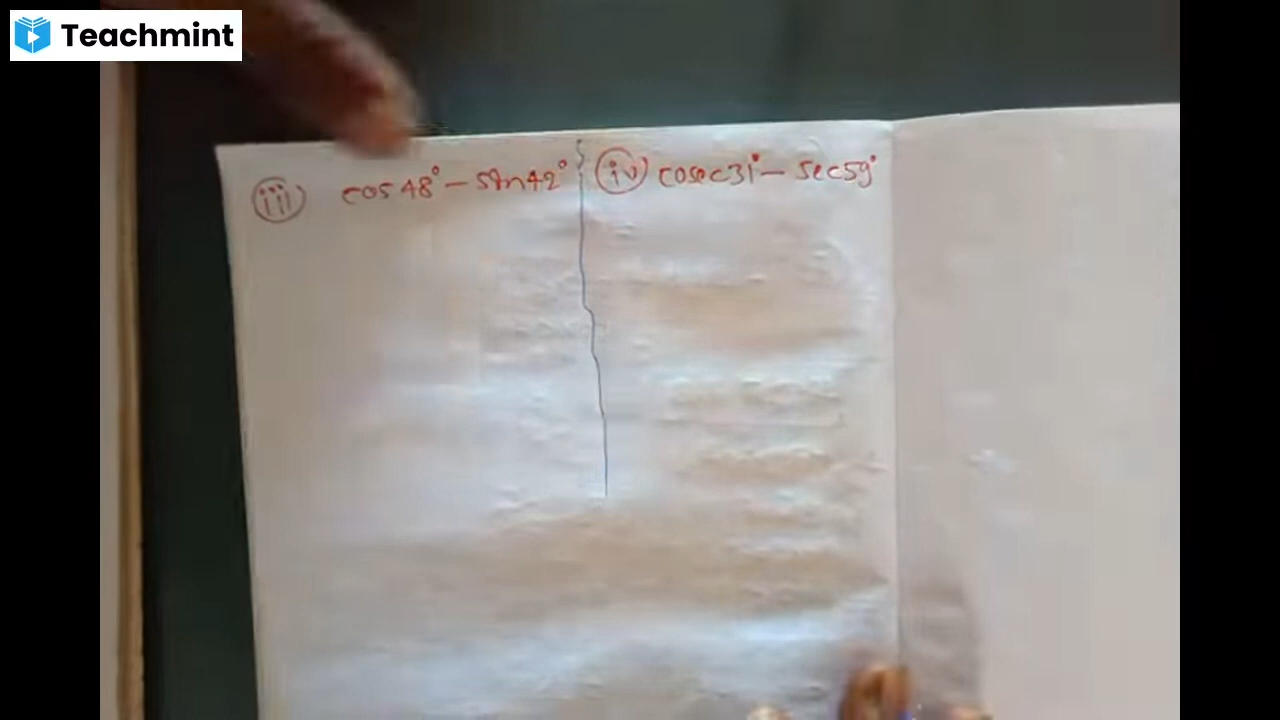 Teachmint
(iii) cos 48° - sin 42°
(iv) cosec 31° - sec 59°